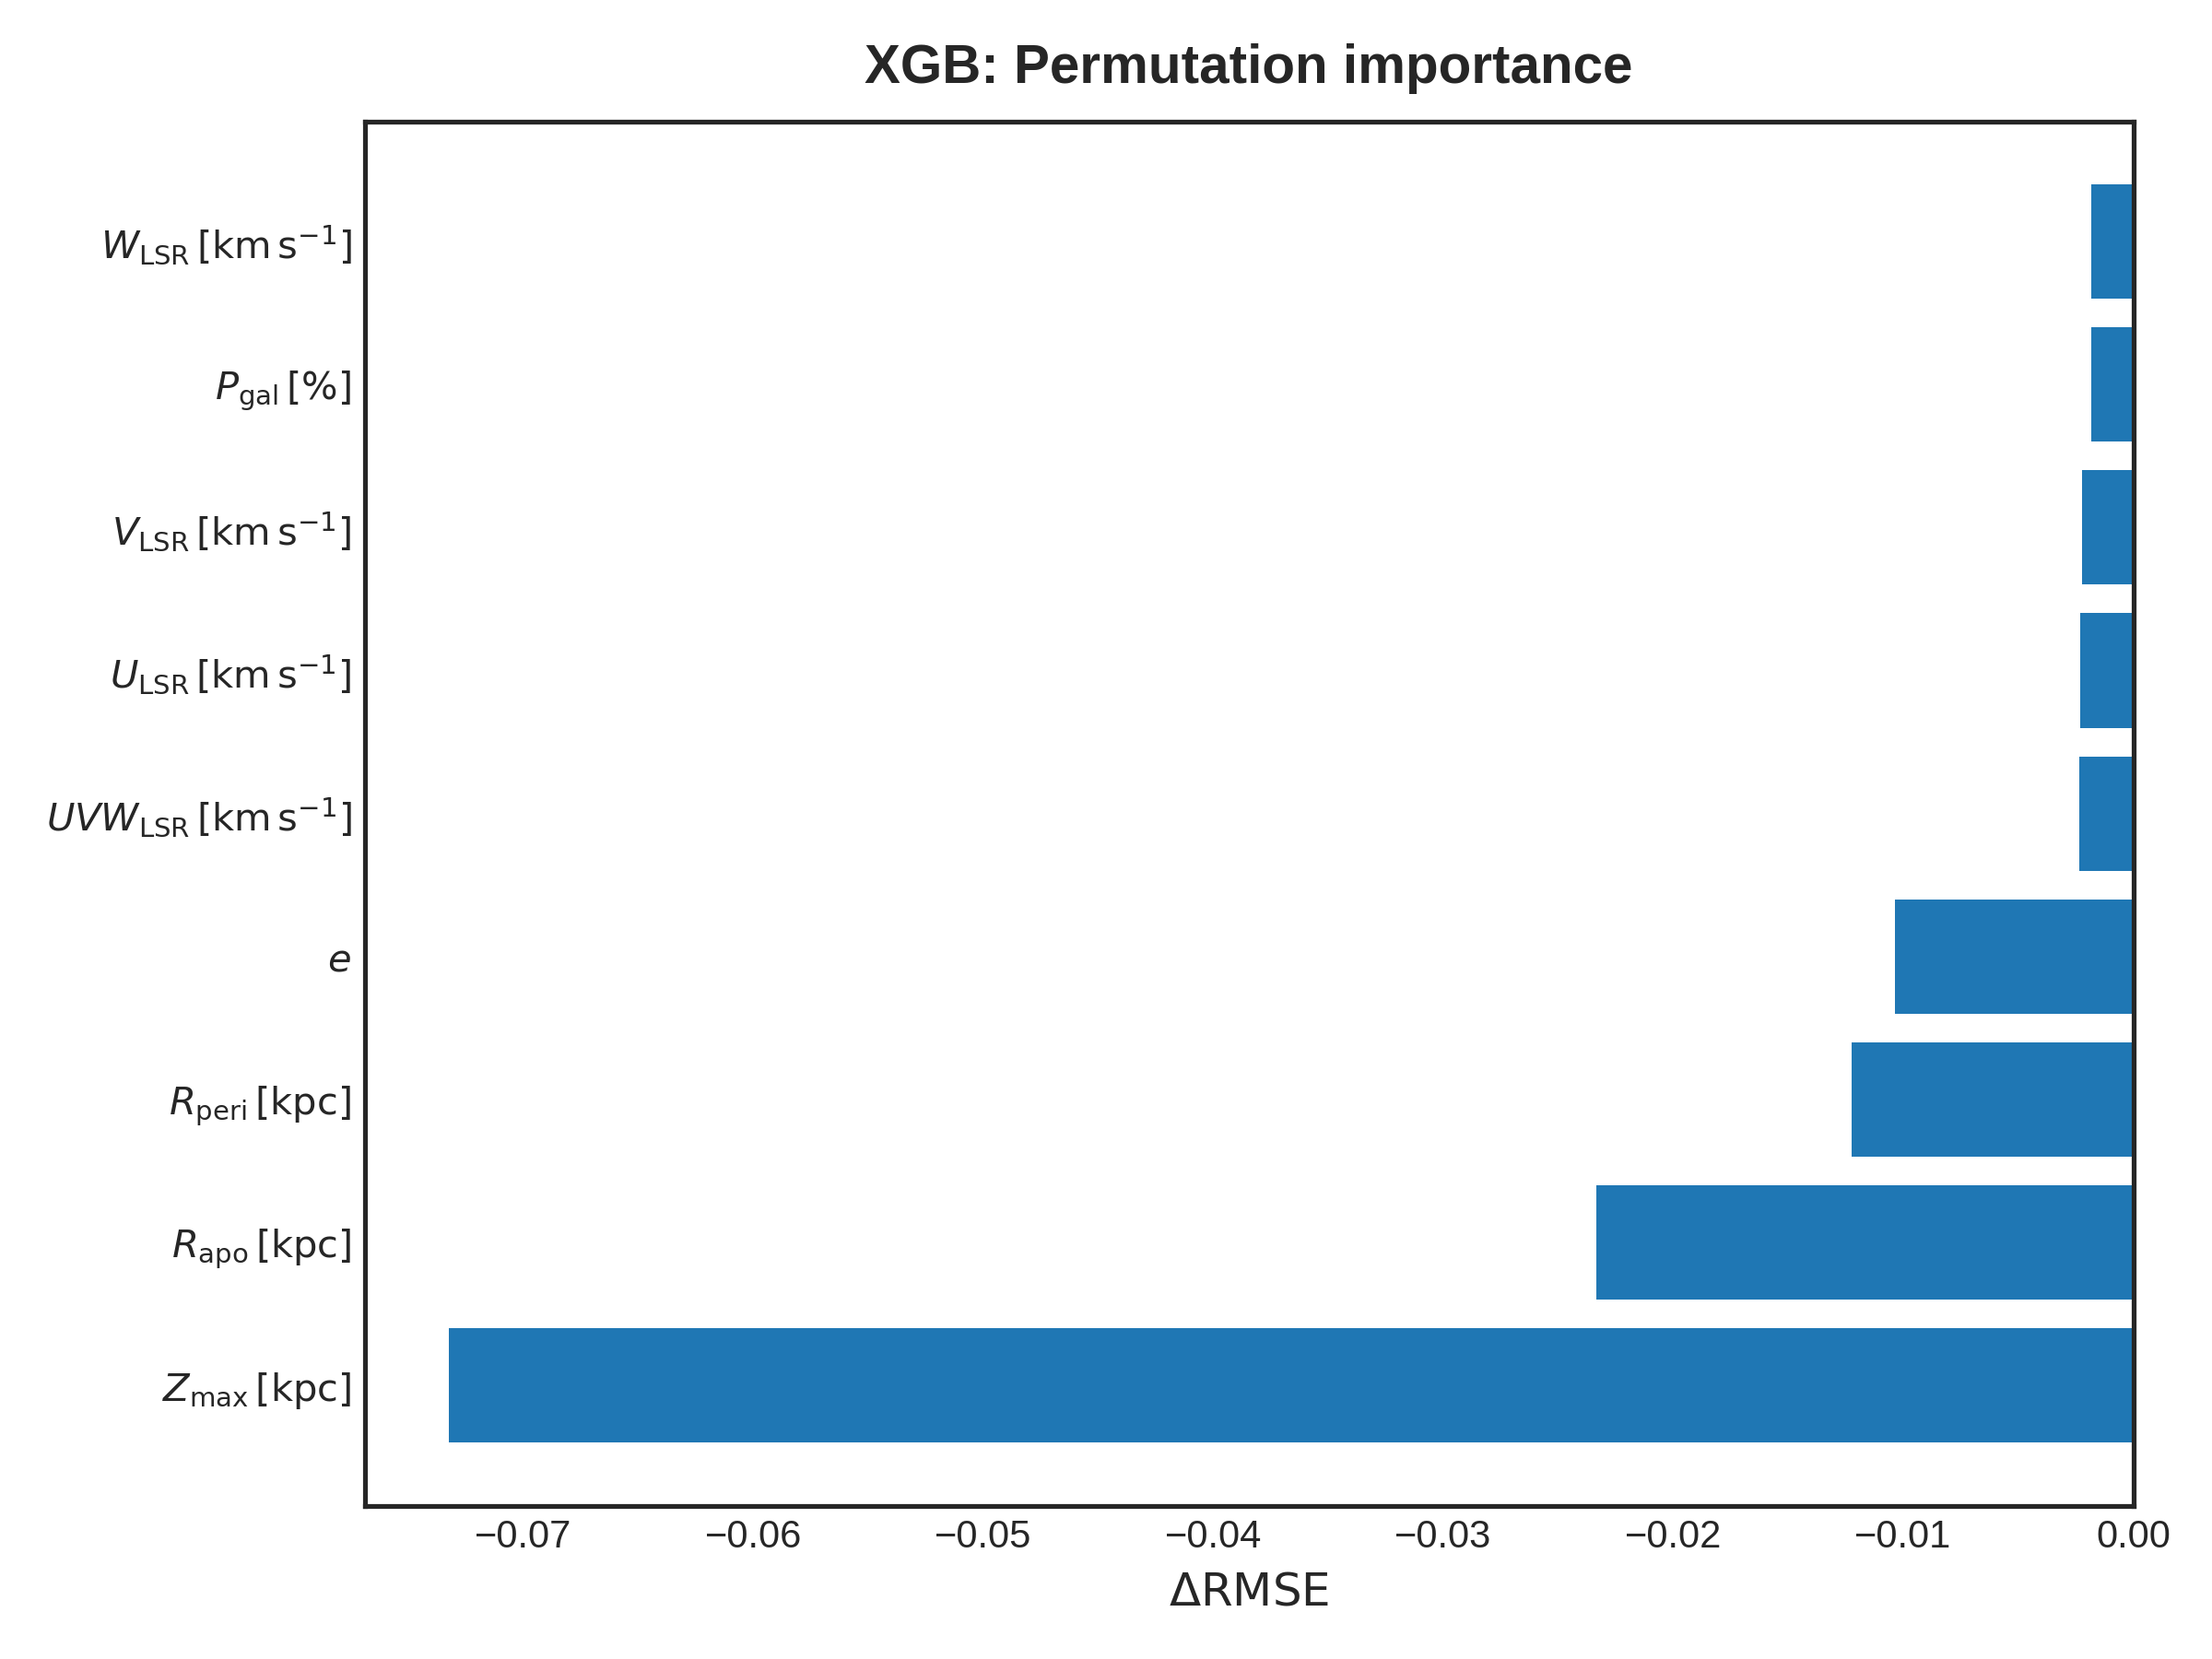 XGB: Permutation importance
W_LSR [km s⁻¹]
P_gal [%]
V_LSR [km s⁻¹]
U_LSR [km s⁻¹]
UVW_LSR [km s⁻¹]
e
R_peri [kpc]
R_apo [kpc]
Z_max [kpc]
−0.07 −0.06 −0.05 −0.04 −0.03 −0.02 −0.01 0.00
ΔRMSE